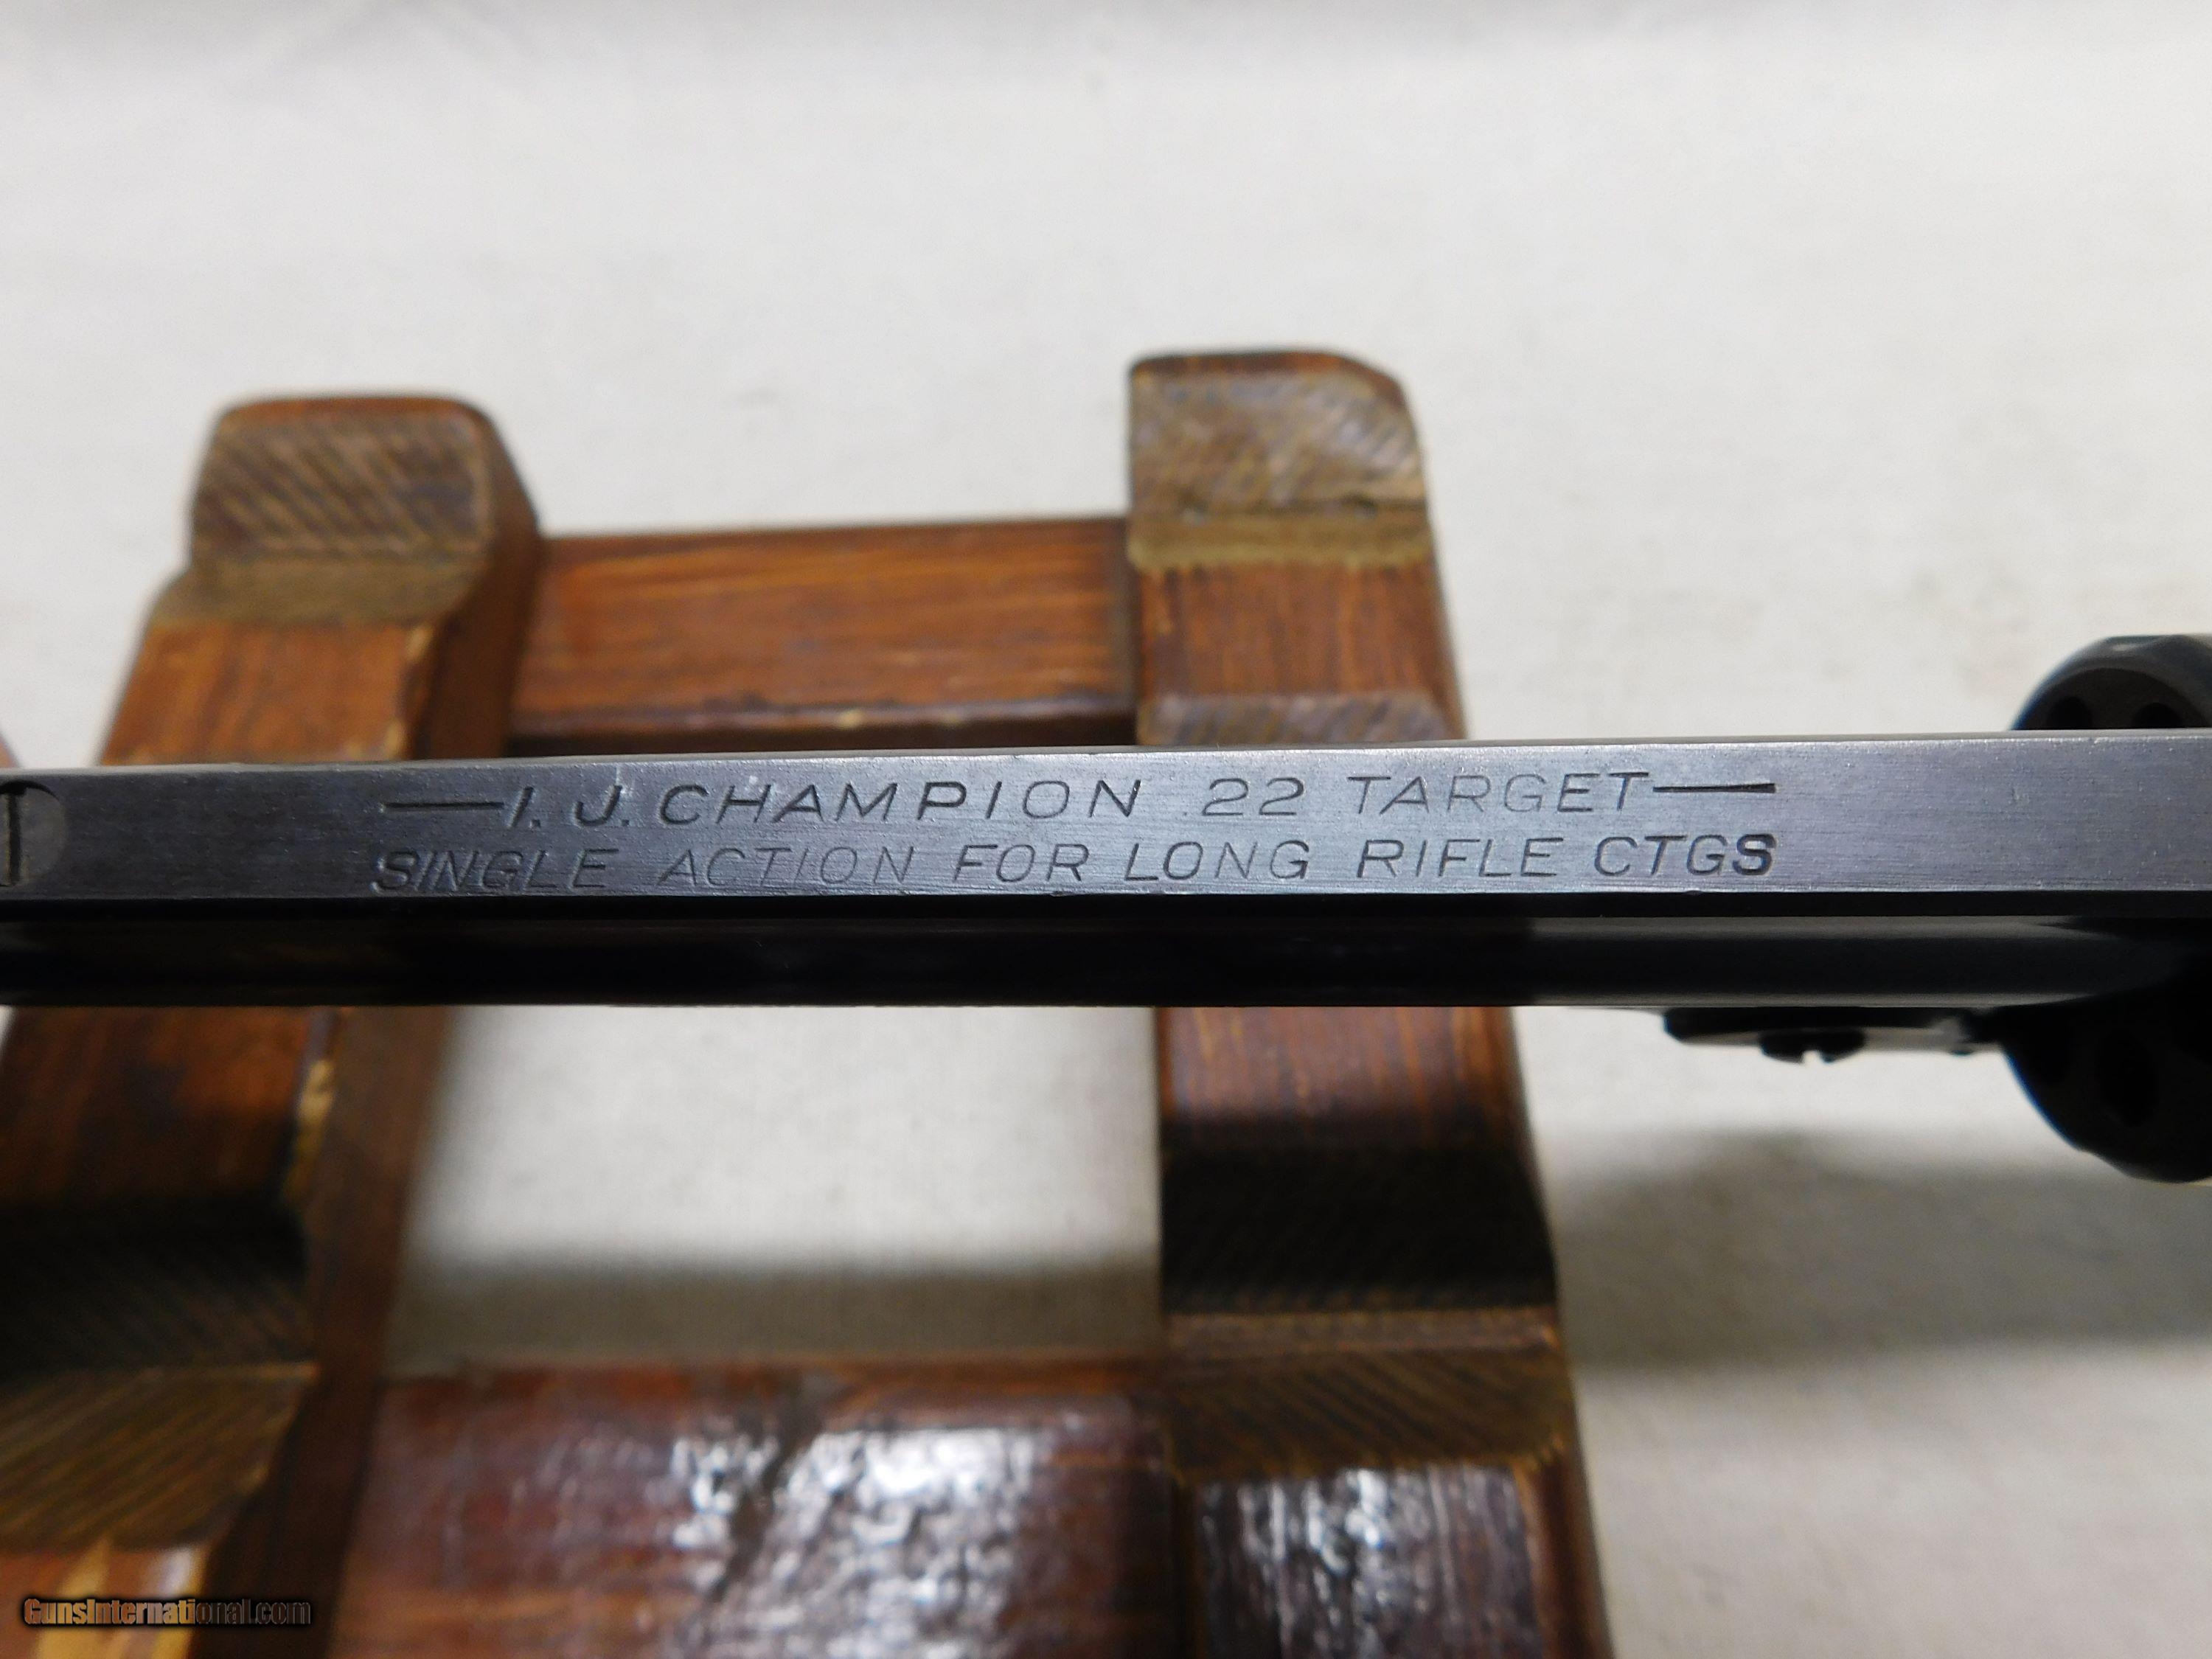 I. J. CHAMPION .22 TARGET
SINGLE ACTION FOR LONG RIFLE CTGS
GunsInternational.com